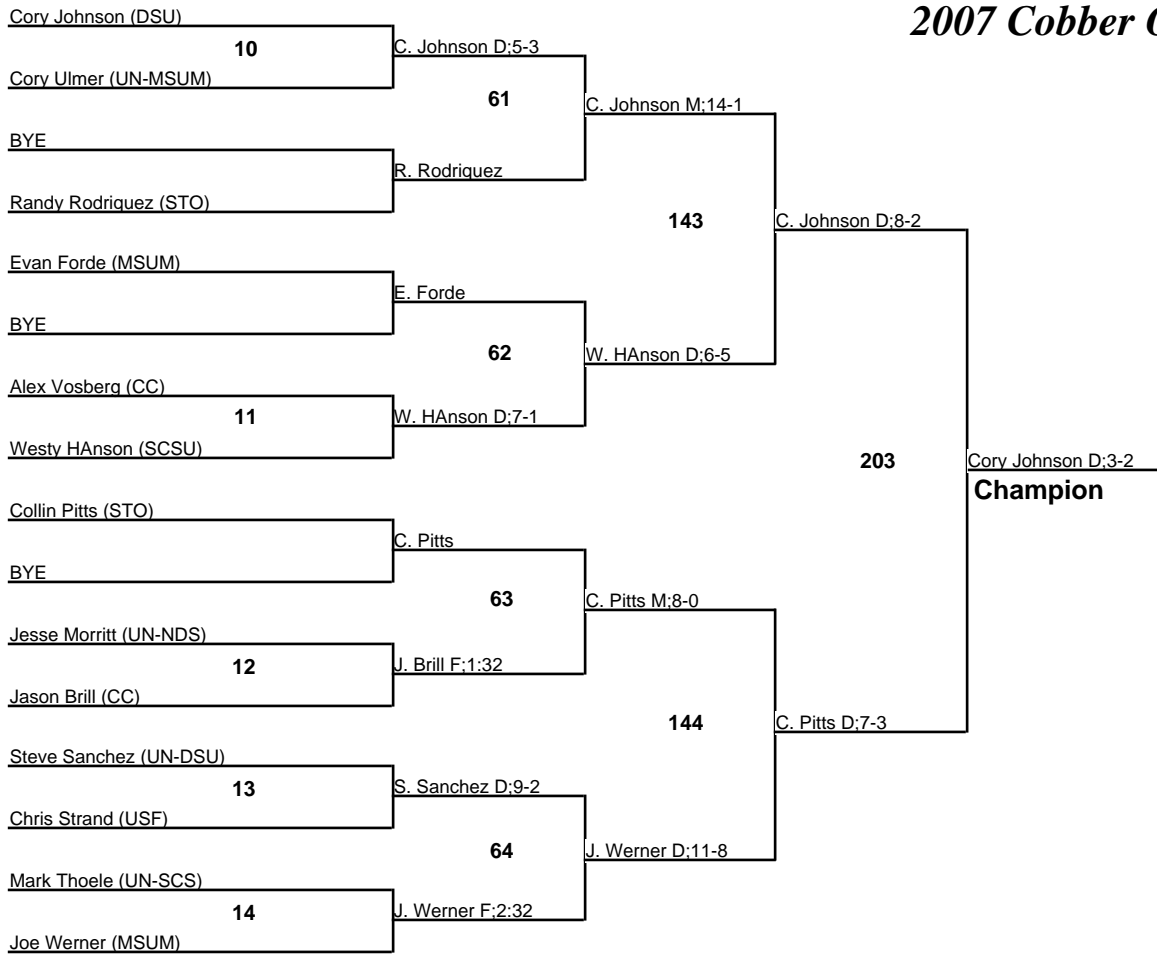 2007 Cobber
Cory Johnson (DSU)
10
C. Johnson D;5-3
Cory Ulmer (UN-MSUM)
61
C. Johnson M;14-1
BYE
R. Rodriquez
Randy Rodriquez (STO)
143
C. Johnson D;8-2
Evan Forde (MSUM)
E. Forde
BYE
62
W. HAnson D;6-5
Alex Vosberg (CC)
11
W. HAnson D;7-1
Westy HAnson (SCSU)
203
Cory Johnson D;3-2
Champion
Collin Pitts (STO)
C. Pitts
BYE
63
C. Pitts M;8-0
Jesse Morritt (UN-NDS)
12
J. Brill F;1:32
Jason Brill (CC)
144
C. Pitts D;7-3
Steve Sanchez (UN-DSU)
13
S. Sanchez D;9-2
Chris Strand (USF)
64
J. Werner D;11-8
Mark Thoele (UN-SCS)
14
J. Werner F;2:32
Joe Werner (MSUM)